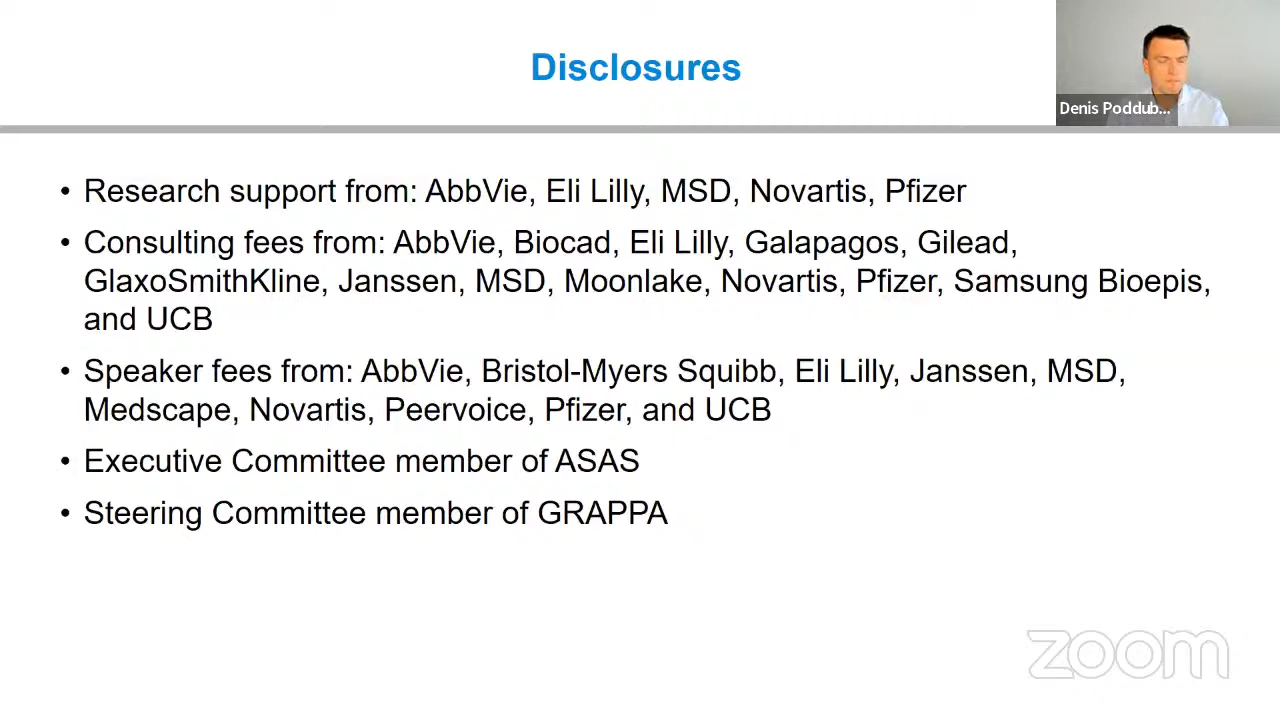 Disclosures
Denis Poddub...
• Research support from: AbbVie, Eli Lilly, MSD, Novartis, Pfizer
• Consulting fees from: AbbVie, Biocad, Eli Lilly, Galapagos, Gilead,
GlaxoSmithKline, Janssen, MSD, Moonlake, Novartis, Pfizer, Samsung Bioepis,
and UCB
• Speaker fees from: AbbVie, Bristol-Myers Squibb, Eli Lilly, Janssen, MSD,
Medscape, Novartis, Peervoice, Pfizer, and UCB
• Executive Committee member of ASAS
• Steering Committee member of GRAPPA
zoom